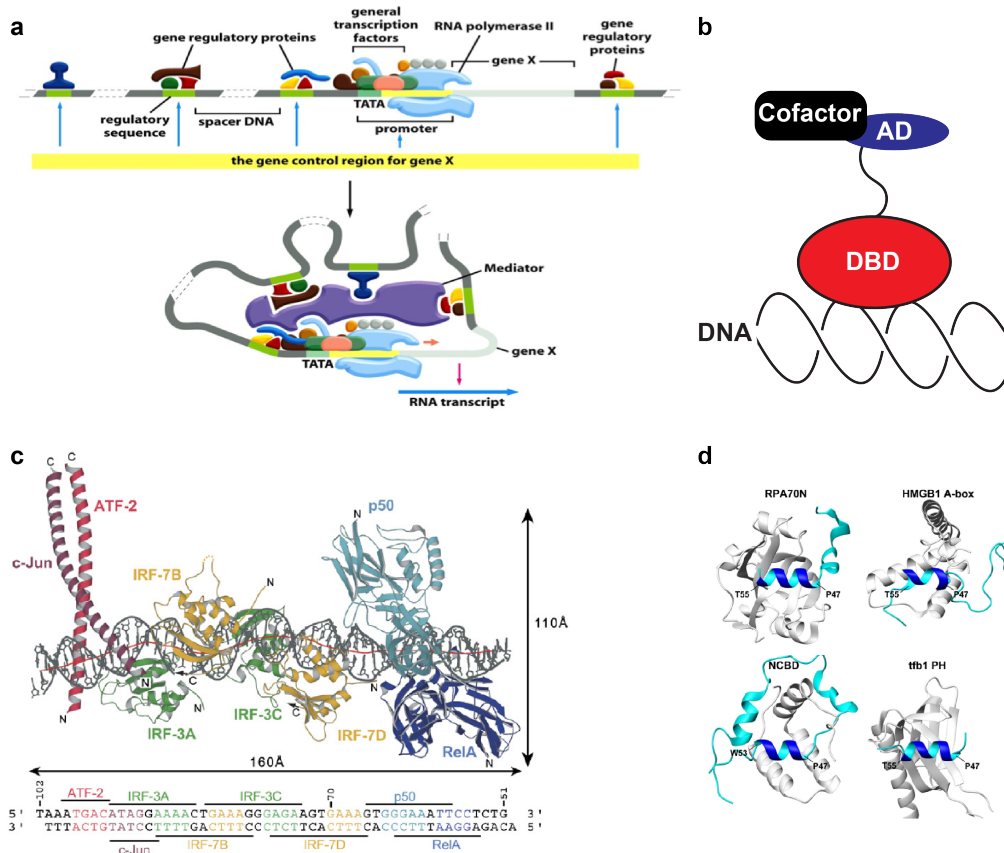 a
general
transcription
factors
RNA polymerase II
gene regulatory proteins
gene X
gene
regulatory
proteins
TATA
regulatory
sequence
spacer DNA
promoter
the gene control region for gene X
Mediator
TATA
gene X
RNA transcript
b
Cofactor
AD
DBD
DNA
c
C C
ATF-2
c-Jun
IRF-7B
N
N
p50
110Å
N
C
N
IRF-3A
IRF-3C
C
IRF-7D
RelA
N
N
160Å
-102
-70
-51
ATF-2 IRF-3A IRF-3C p50
5' TAAATGACATAGGAAAACTGAAAGGGAGAAGTGAAAGTGGGAAATTCCTCTG 3'
3' TTTACTGTATCCTTTTGACTTTCCCTCTTCACTTTCACCCTTTAAGGAGACA 5'
c-Jun IRF-7B IRF-7D RelA
d
RPA70N
T55
P47
HMGB1 A-box
T55
P47
NCBD
W53
P47
tfb1 PH
T55
P47